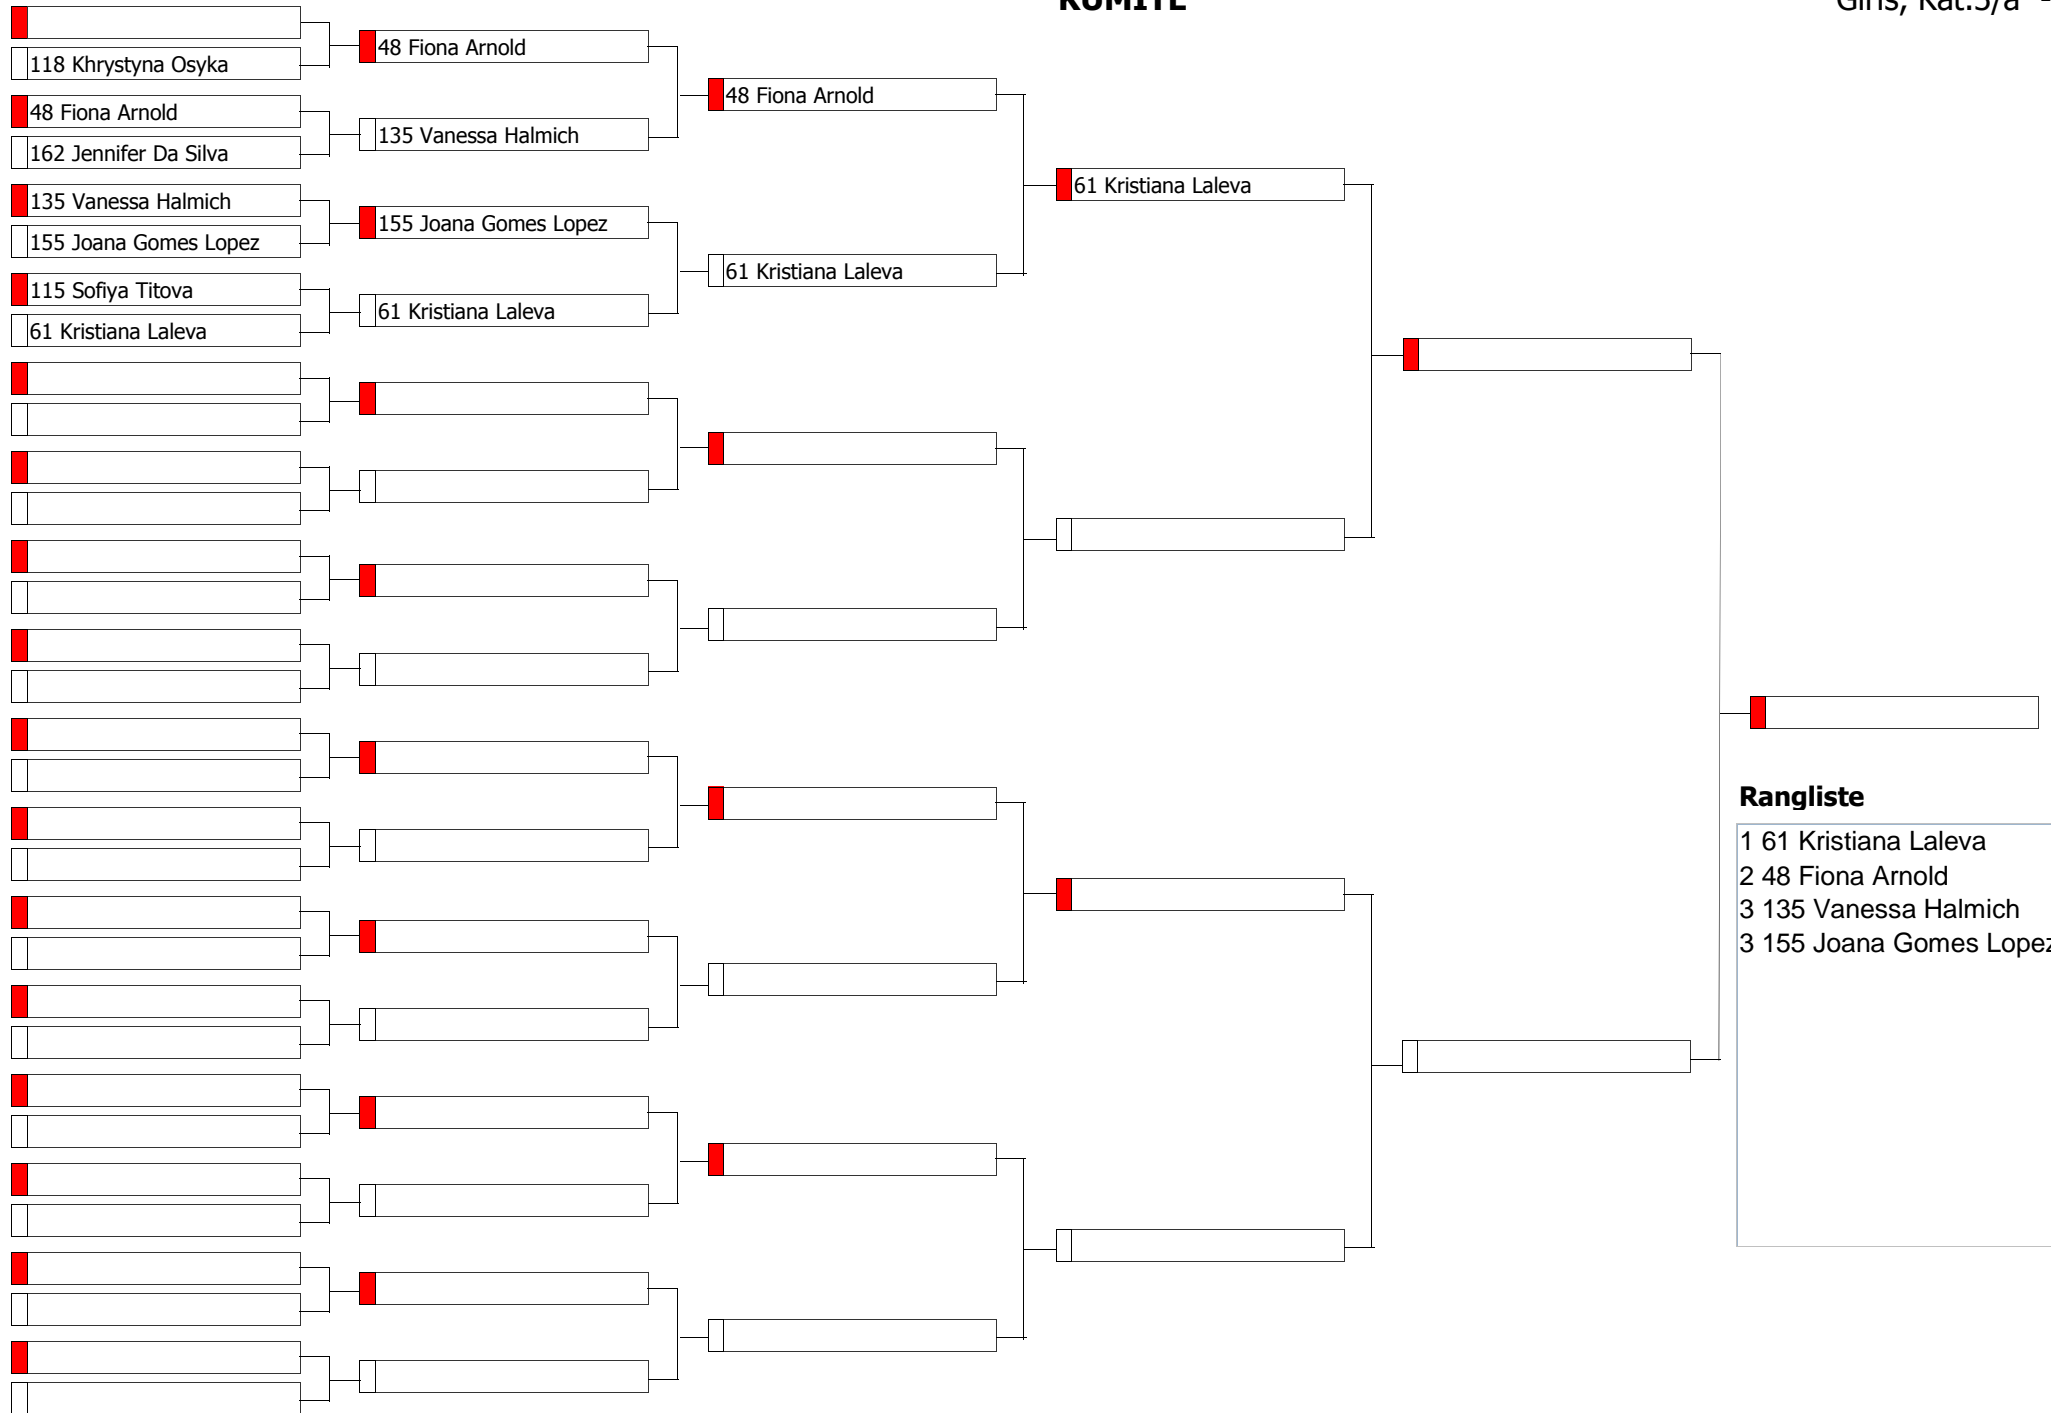 KUMITE
Girls, Kat.5/a
118 Khrystyna Osyka
48 Fiona Arnold
162 Jennifer Da Silva
135 Vanessa Halmich
155 Joana Gomes Lopez
115 Sofiya Titova
61 Kristiana Laleva
48 Fiona Arnold
135 Vanessa Halmich
155 Joana Gomes Lopez
61 Kristiana Laleva
48 Fiona Arnold
61 Kristiana Laleva
61 Kristiana Laleva
Rangliste
1 61 Kristiana Laleva
2 48 Fiona Arnold
3 135 Vanessa Halmich
3 155 Joana Gomes Lopez